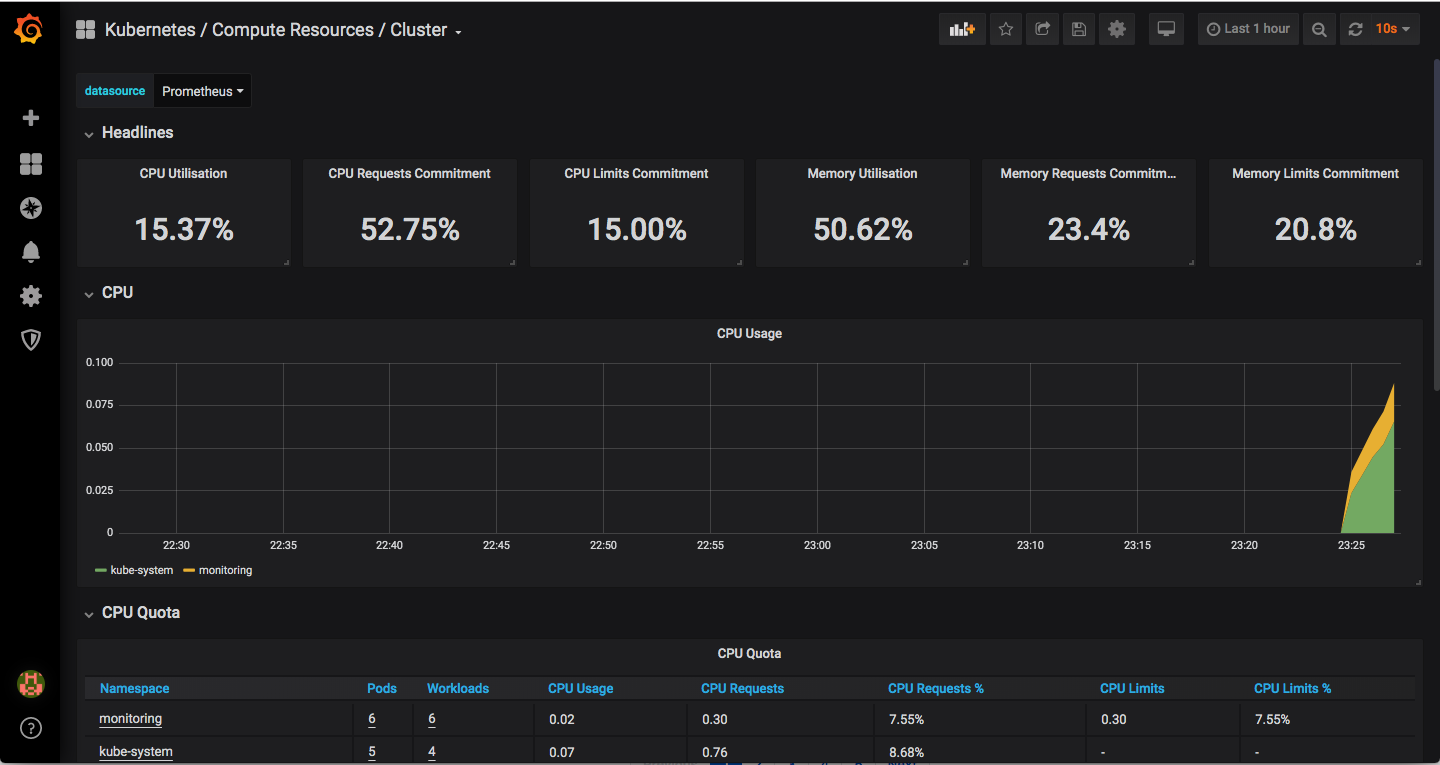 Kubernetes / Compute Resources / Cluster
Last 1 hour
10s
datasource Prometheus
Headlines
CPU Utilisation
15.37%
CPU Requests Commitment
52.75%
CPU Limits Commitment
15.00%
Memory Utilisation
50.62%
Memory Requests Commitm...
23.4%
Memory Limits Commitment
20.8%
CPU
CPU Usage
0.100
0.075
0.050
0.025
0
22:30 22:35 22:40 22:45 22:50 22:55 23:00 23:05 23:10 23:15 23:20 23:25
kube-system monitoring
CPU Quota
CPU Quota
Namespace Pods Workloads CPU Usage CPU Requests CPU Requests % CPU Limits CPU Limits %
monitoring 6 6 0.02 0.30 7.55% 0.30 7.55%
kube-system 5 4 0.07 0.76 8.68% - -